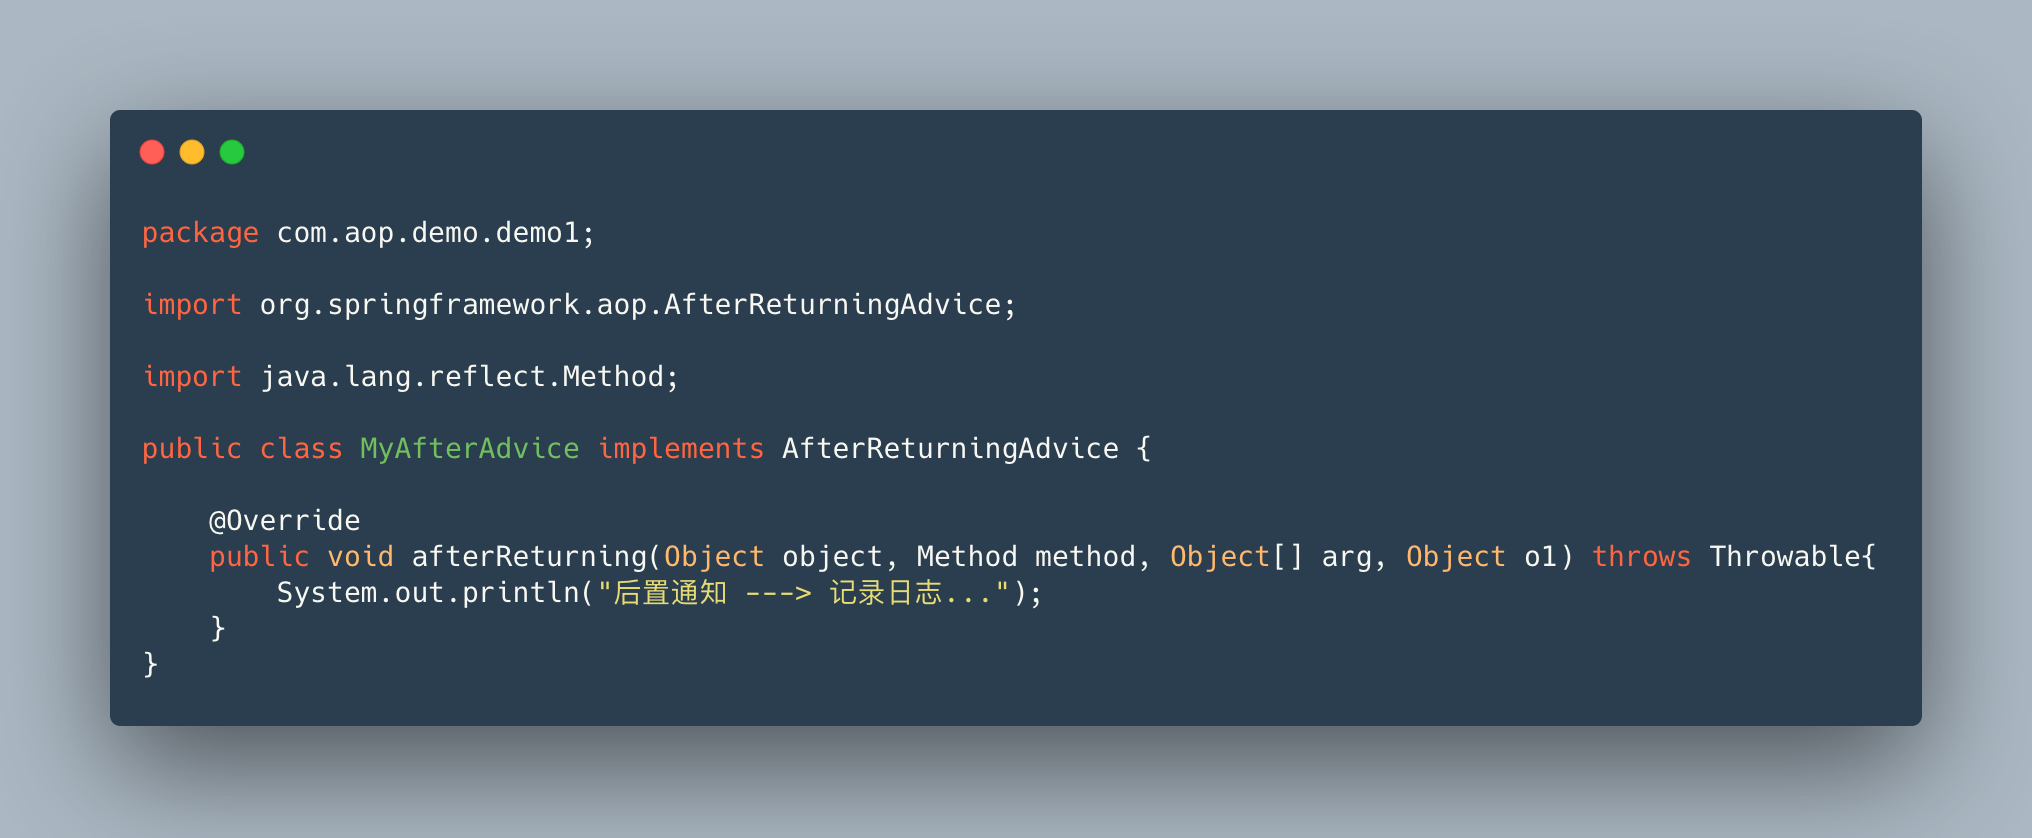 package com.aop.demo.demo1;
import org.springframework.aop.AfterReturningAdvice;
import java.lang.reflect.Method;
public class MyAfterAdvice implements AfterReturningAdvice {
    @Override
    public void afterReturning(Object object, Method method, Object[] arg, Object o1) throws Throwable{
        System.out.println("后置通知 ---> 记录日志...");
    }
}